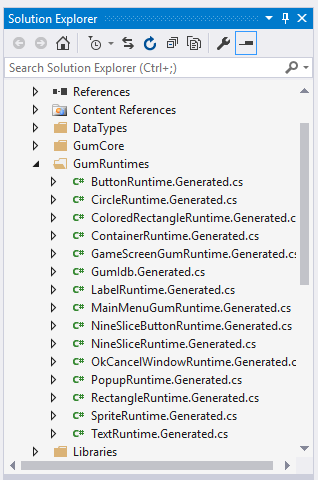 Solution Explorer
Search Solution Explorer (Ctrl+;)
References
Content References
DataTypes
GumCore
GumRuntimes
C# ButtonRuntime.Generated.cs
C# CircleRuntime.Generated.cs
C# ColoredRectangleRuntime.Generated.c
C# ContainerRuntime.Generated.cs
C# GameScreenGumRuntime.Generated.c
C# GumIdb.Generated.cs
C# LabelRuntime.Generated.cs
C# MainMenuGumRuntime.Generated.cs
C# NineSliceButtonRuntime.Generated.cs
C# NineSliceRuntime.Generated.cs
C# OkCancelWindowRuntime.Generated.cs
C# PopupRuntime.Generated.cs
C# RectangleRuntime.Generated.cs
C# SpriteRuntime.Generated.cs
C# TextRuntime.Generated.cs
Libraries